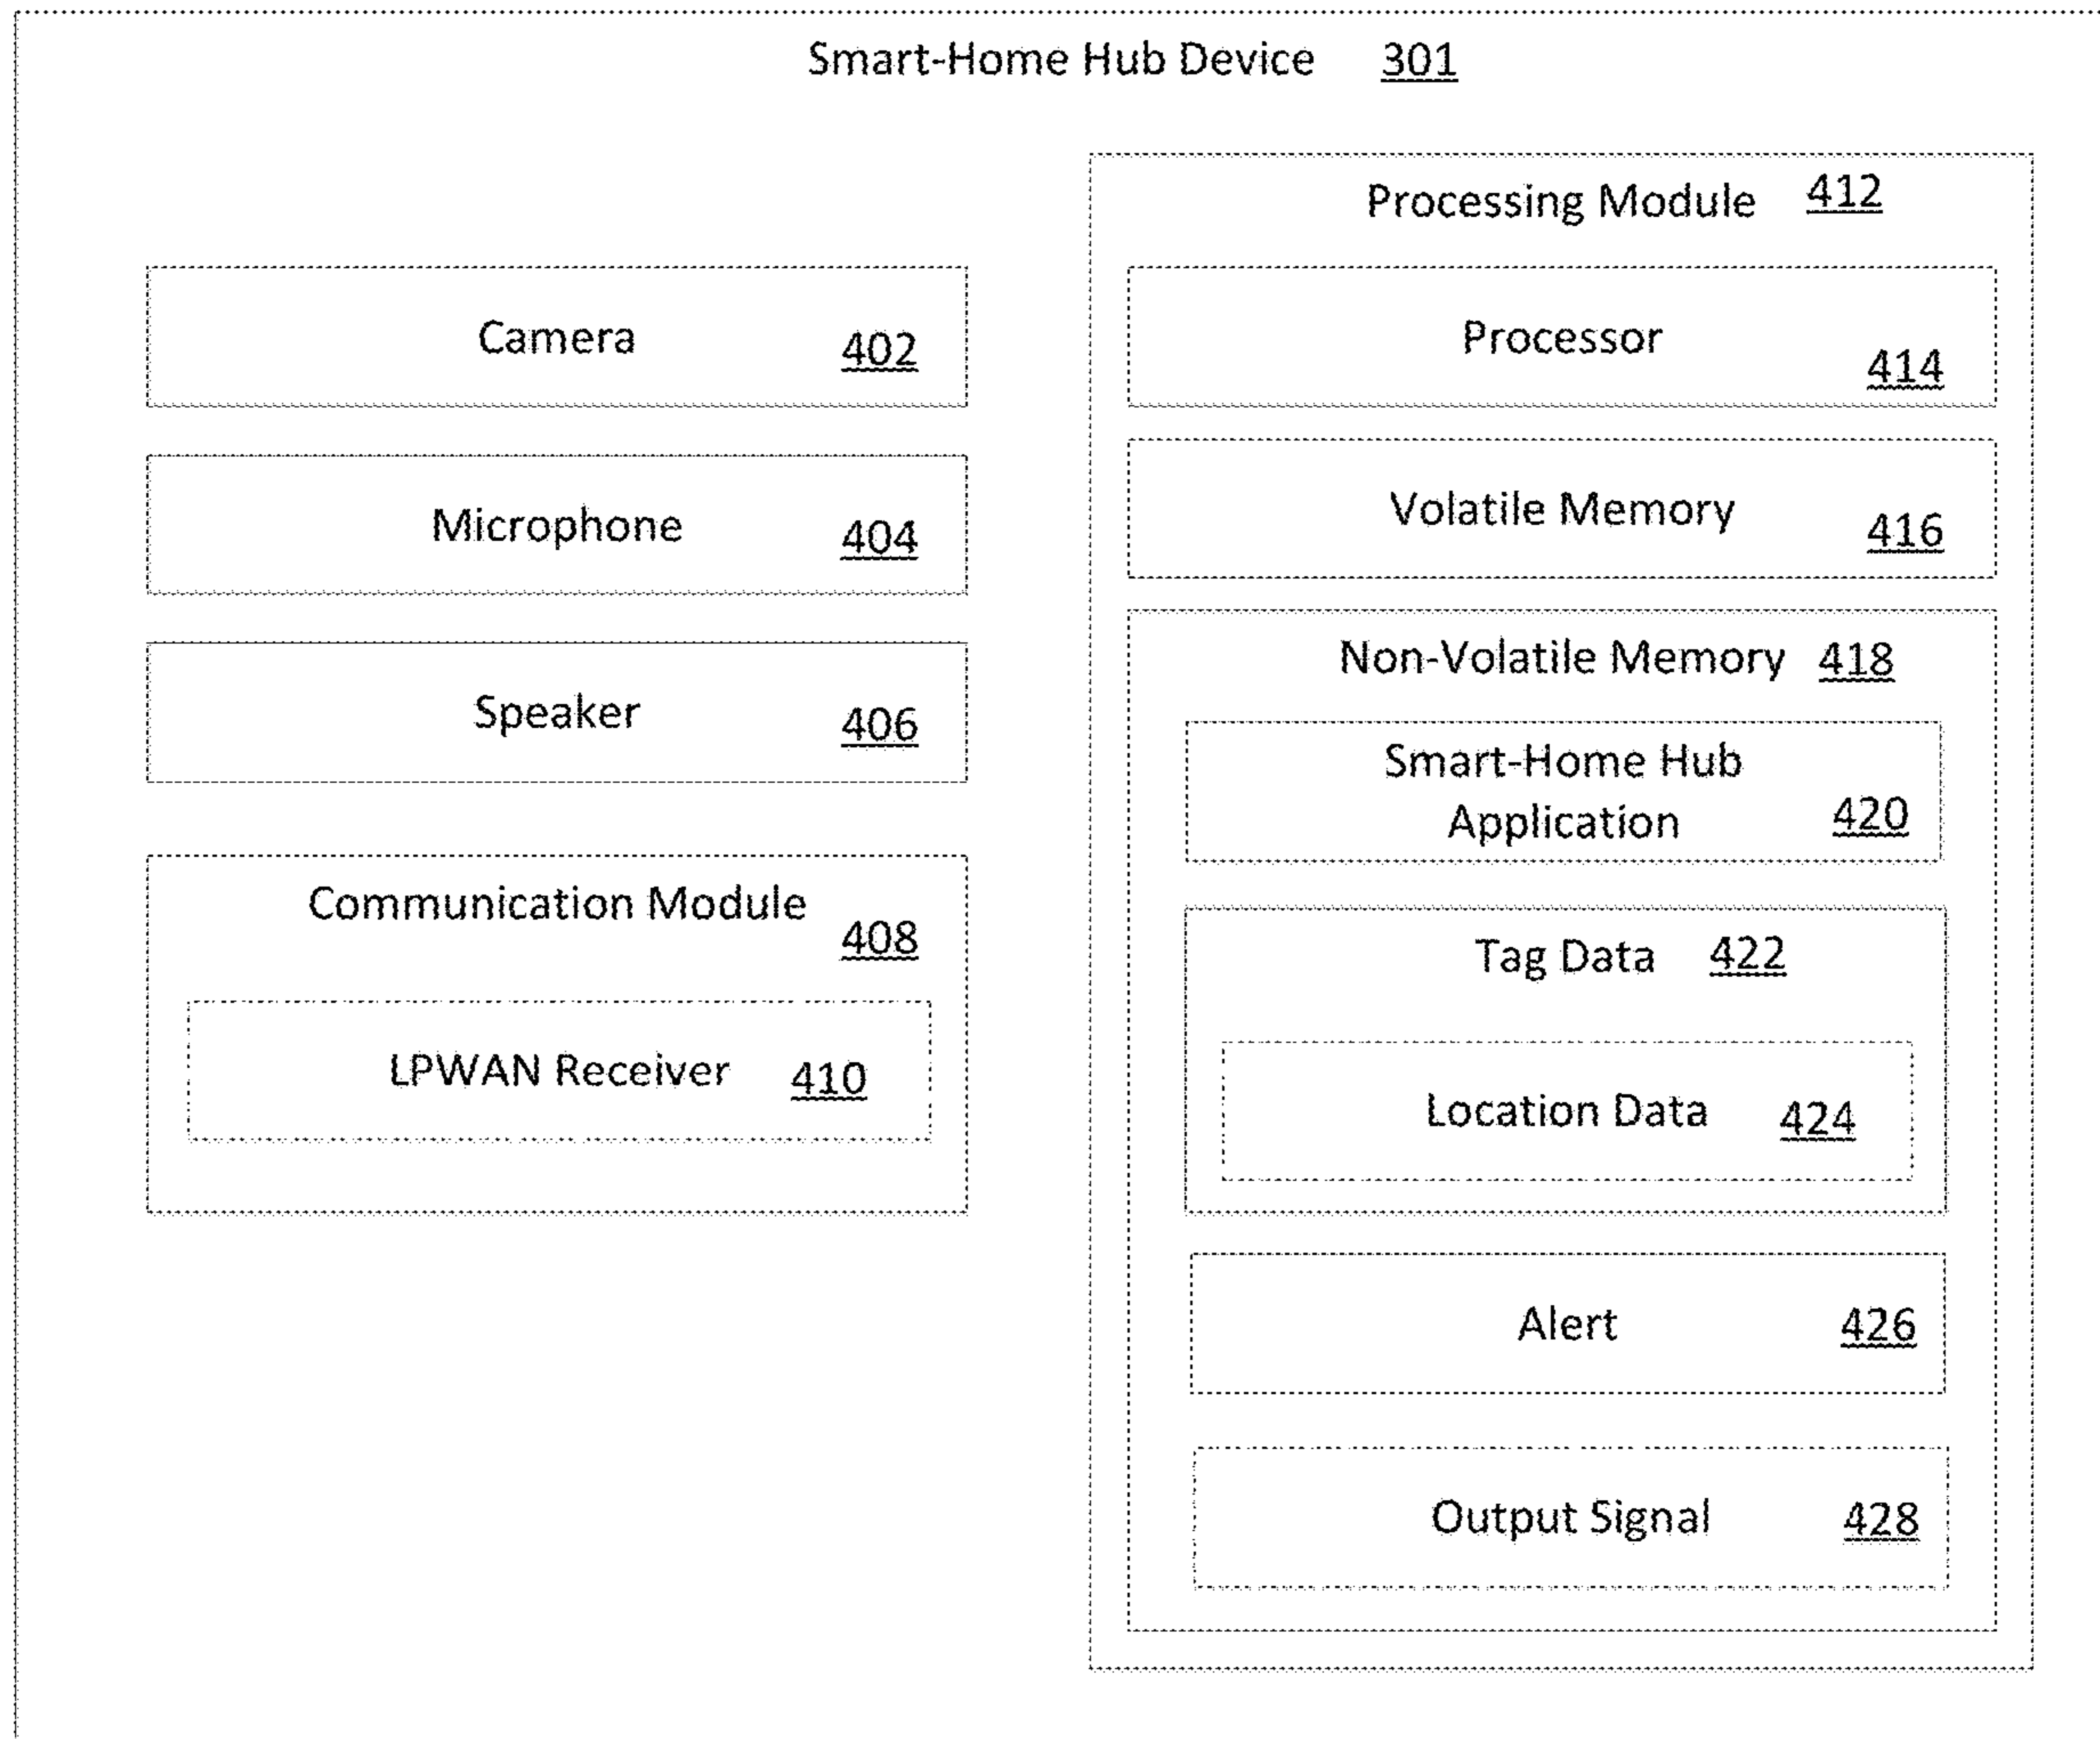 Smart-Home Hub Device 301
Camera 402
Microphone 404
Speaker 406
Communication Module 408
LPWAN Receiver 410
Processing Module 412
Processor 414
Volatile Memory 416
Non-Volatile Memory 418
Smart-Home Hub
Application 420
Tag Data 422
Location Data 424
Alert 426
Output Signal 428